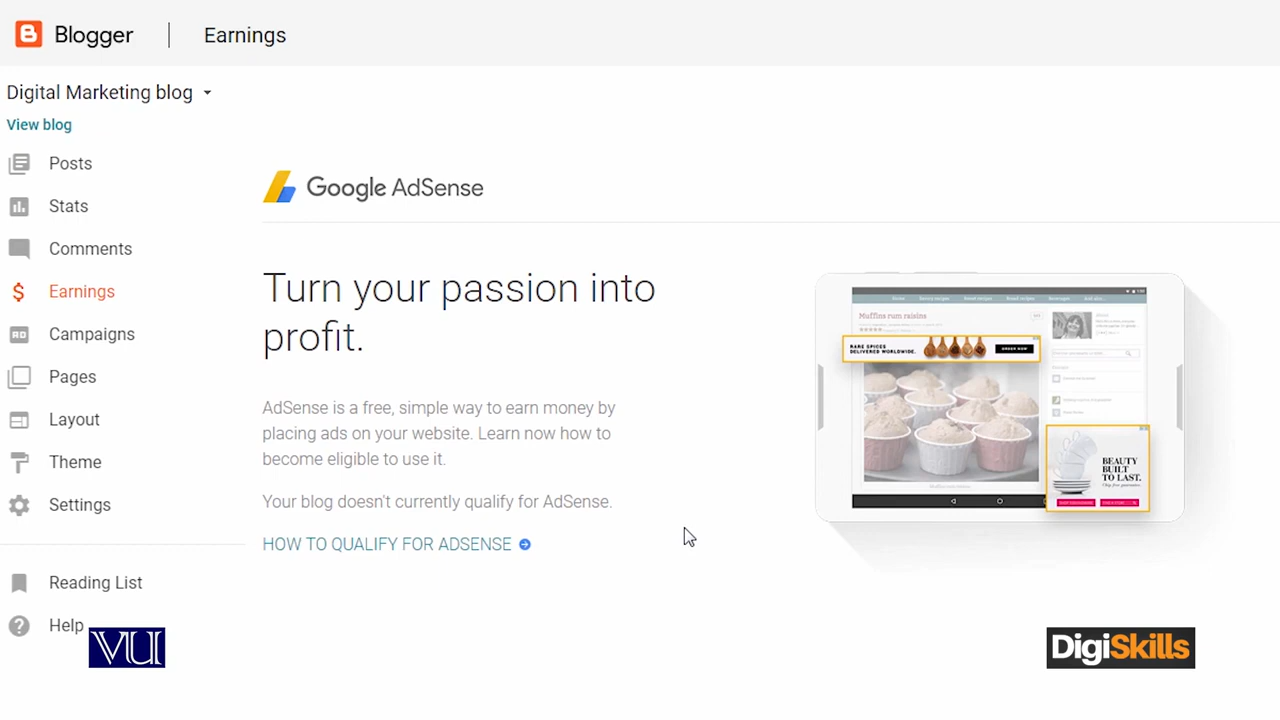 Blogger
Earnings
Digital Marketing blog
View blog
Posts
Stats
Comments
Earnings
Campaigns
Pages
Layout
Theme
Settings
Reading List
Help
Google AdSense
Turn your passion into
profit.
AdSense is a free, simple way to earn money by
placing ads on your website. Learn now how to
become eligible to use it.
Your blog doesn't currently qualify for AdSense.
HOW TO QUALIFY FOR ADSENSE
Muffins rum raisins
RARE SPICES
DELIVERED WORLDWIDE.
ORDER NOW
BEAUTY
BUILT
TO LAST.
VU
DigiSkills